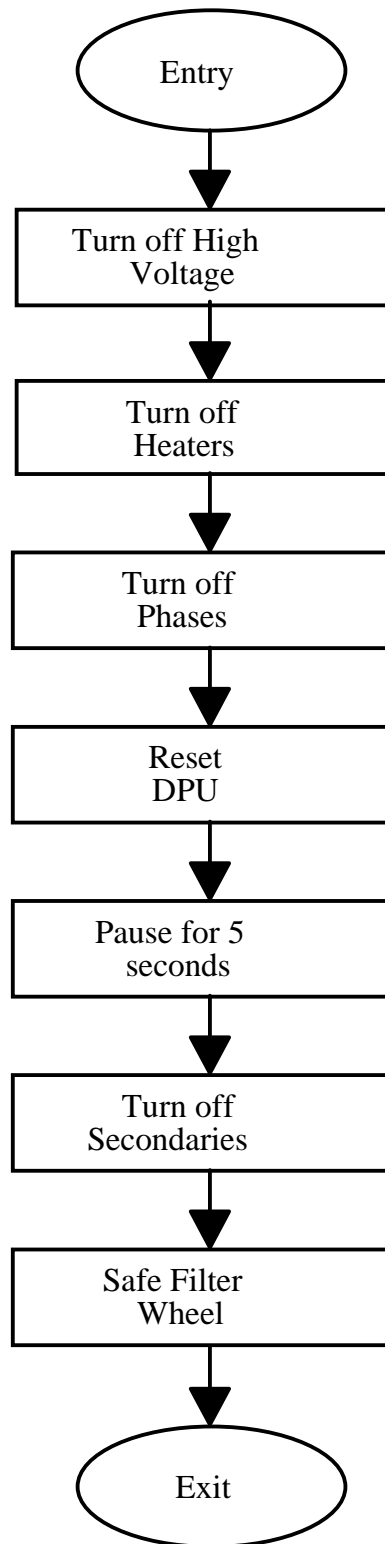 Entry
Turn off High
Voltage
Turn off
Heaters
Turn off
Phases
Reset
DPU
Pause for 5
seconds
Turn off
Secondaries
Safe Filter
Wheel
Exit